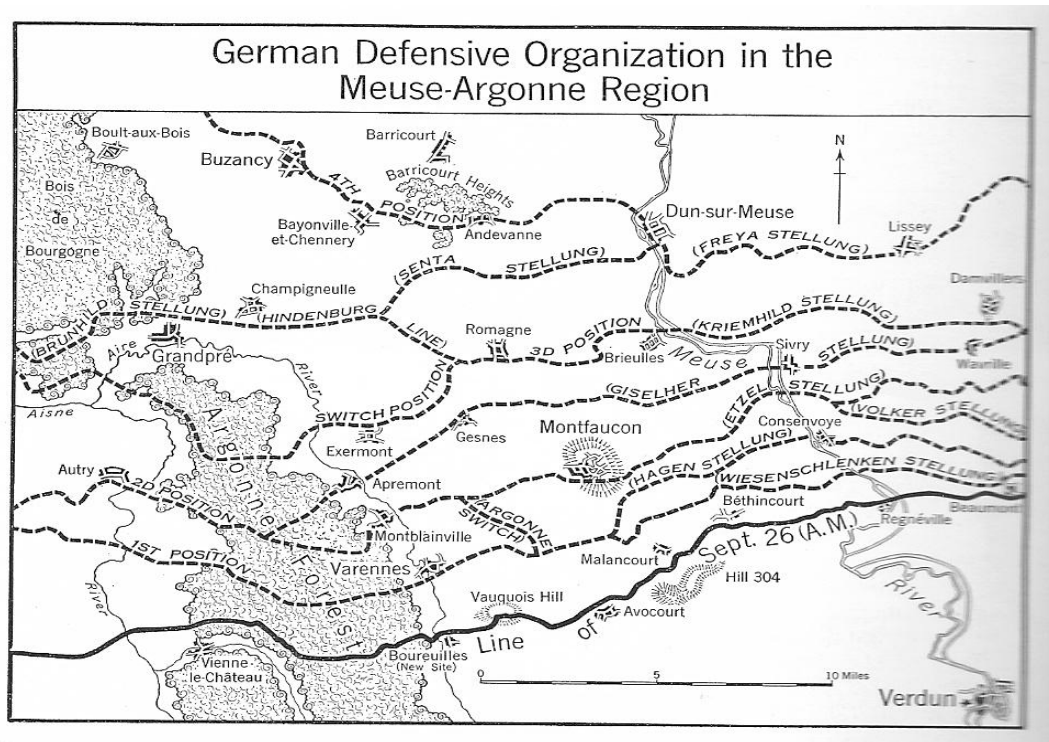 German Defensive Organization in the
Meuse-Argonne Region
Boult-aux-Bois
Barricourt
N
Buzancy
Barricourt Heights
Bois
de
Bourgogne
4TH
POSITION
Bayonville-
et-Chennery
Andevanne
Dun-sur-Meuse
Lissey
(FREYA STELLUNG)
(SENTA STELLUNG)
Damvillers
Champigneulle
(BRUNHILD STELLUNG)
(HINDENBURG
LINE)
Romagne
3D POSITION
(KRIEMHILD STELLUNG)
Grandpré
Aire
River
Brieulles
Meuse
Sivry
Wavrille
(GISELHER STELLUNG)
Aisne
SWITCH POSITION
Gesnes
Montfaucon
(ETZEL STELLUNG)
(VOLKER STELLUNG)
Consenvoye
Exermont
Argonne Forest
Autry
2D POSITION
Apremont
(HAGEN STELLUNG)
(WIESENSCHLENKEN STELLUNG)
(ARGONNE
SWITCH)
Béthincourt
Beaumont
Regnéville
Montblainville
1ST POSITION
Varennes
Malancourt
Line of Sept. 26 (A.M.)
Hill 304
River
River
Vauquois Hill
Avocourt
Vienne
le-Château
Boureuilles
(New Site)
0 5 10 Miles
Verdun